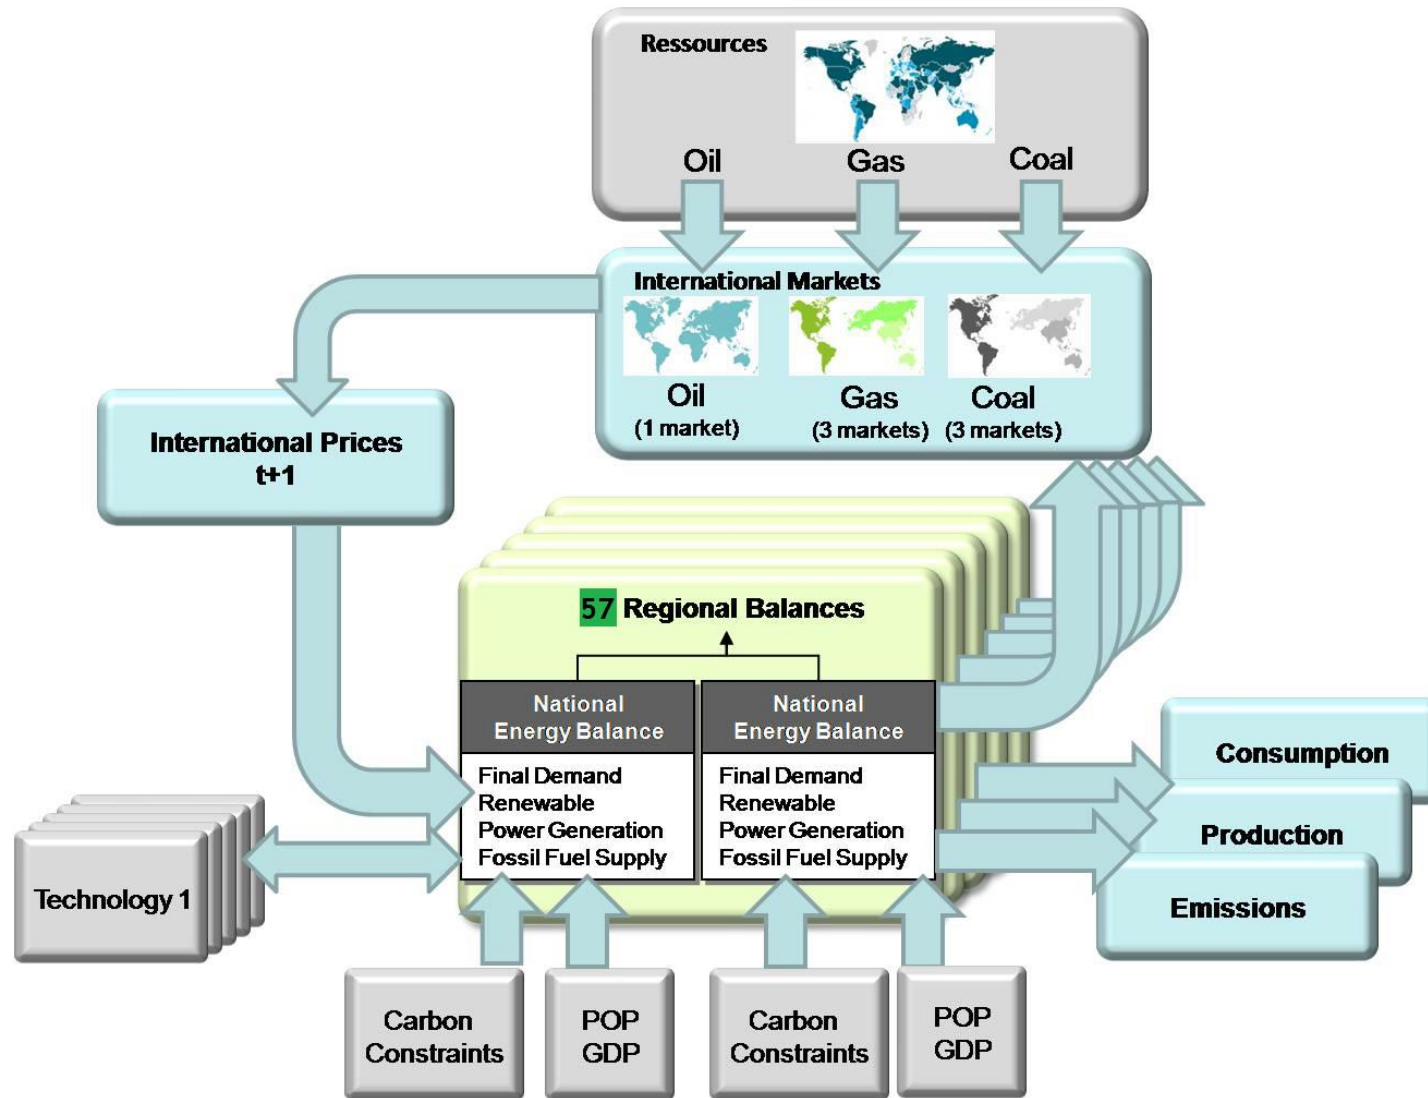 Ressources
Oil
Gas
Coal
International Markets
Oil
(1 market)
Gas
(3 markets)
Coal
(3 markets)
International Prices
t+1
57 Regional Balances
National
Energy Balance
Final Demand
Renewable
Power Generation
Fossil Fuel Supply
National
Energy Balance
Final Demand
Renewable
Power Generation
Fossil Fuel Supply
Consumption
Production
Emissions
Technology 1
Carbon
Constraints
POP
GDP
Carbon
Constraints
POP
GDP